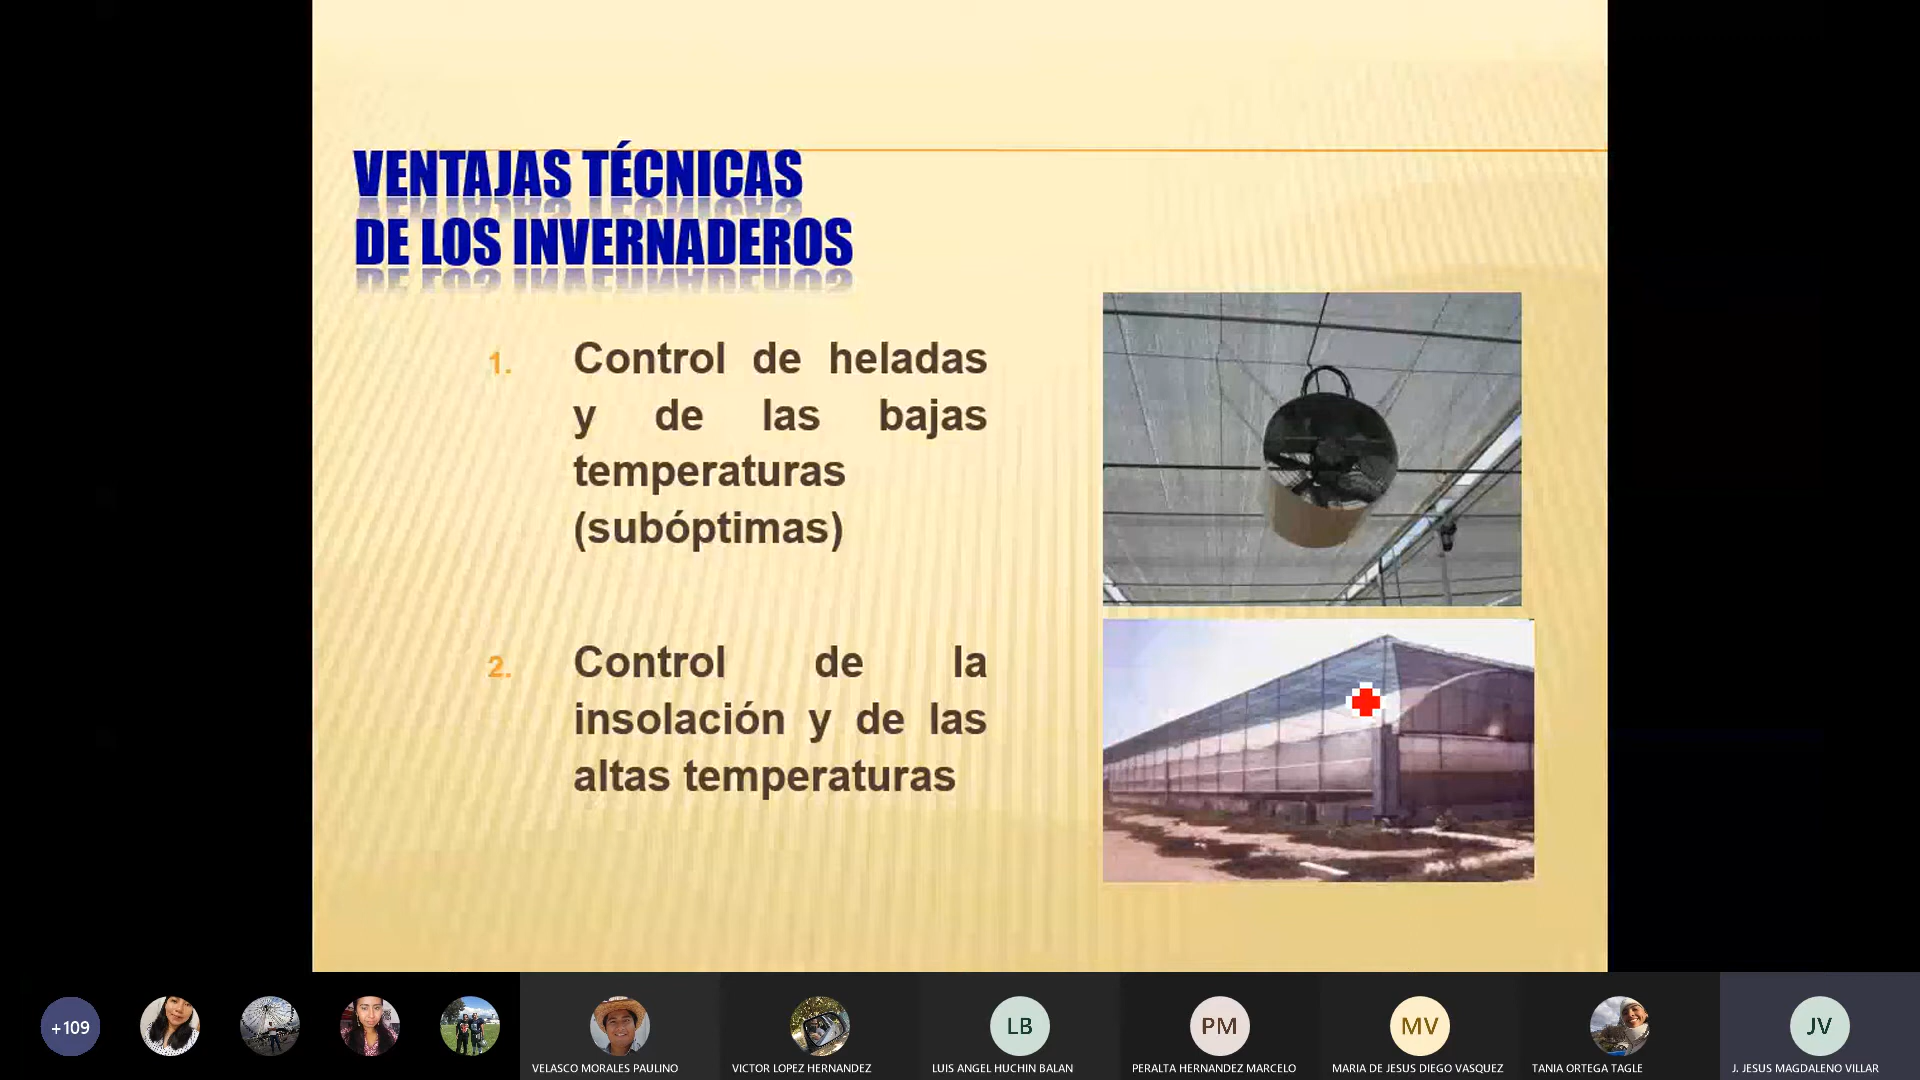 VENTAJAS TÉCNICAS
DE LOS INVERNADEROS
1. Control de heladas
y de las bajas
temperaturas
(subóptimas)
2. Control de la
insolación y de las
altas temperaturas
+109
LB
PM
MV
JV
VELASCO MORALES PAULINO
VICTOR LOPEZ HERNANDEZ
LUIS ANGEL HUCHIN BALAN
PERALTA HERNANDEZ MARCELO
MARIA DE JESUS DIEGO VASQUEZ
TANIA ORTEGA TAGLE
J. JESUS MAGDALENO VILLAR